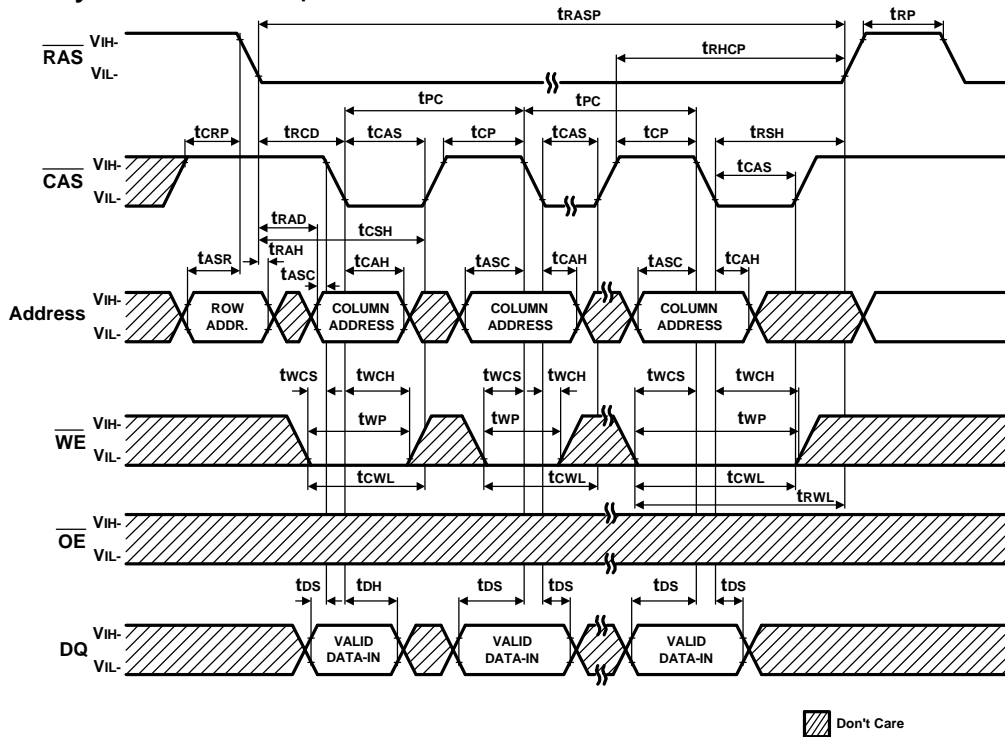 tRASP
tRP
RAS
VIH-
VIL-
tRHCP
tPC
tPC
tCRP
tRCD
tCAS
tCP
tCAS
tCP
tRSH
CAS
VIH-
VIL-
tCAS
tRAD
tCSH
tASR
tRAH
tASC
tCAH
tASC
tCAH
tASC
tCAH
Address
VIH-
VIL-
ROW
ADDR.
COLUMN
ADDRESS
COLUMN
ADDRESS
COLUMN
ADDRESS
tWCS
tWCH
tWCS
tWCH
tWCS
tWCH
WE
VIH-
VIL-
tWP
tWP
tWP
tCWL
tCWL
tCWL
tRWL
OE
VIH-
VIL-
tDS
tDH
tDS
tDS
tDS
tDS
DQ
VIH-
VIL-
VALID
DATA-IN
VALID
DATA-IN
VALID
DATA-IN
Don't Care